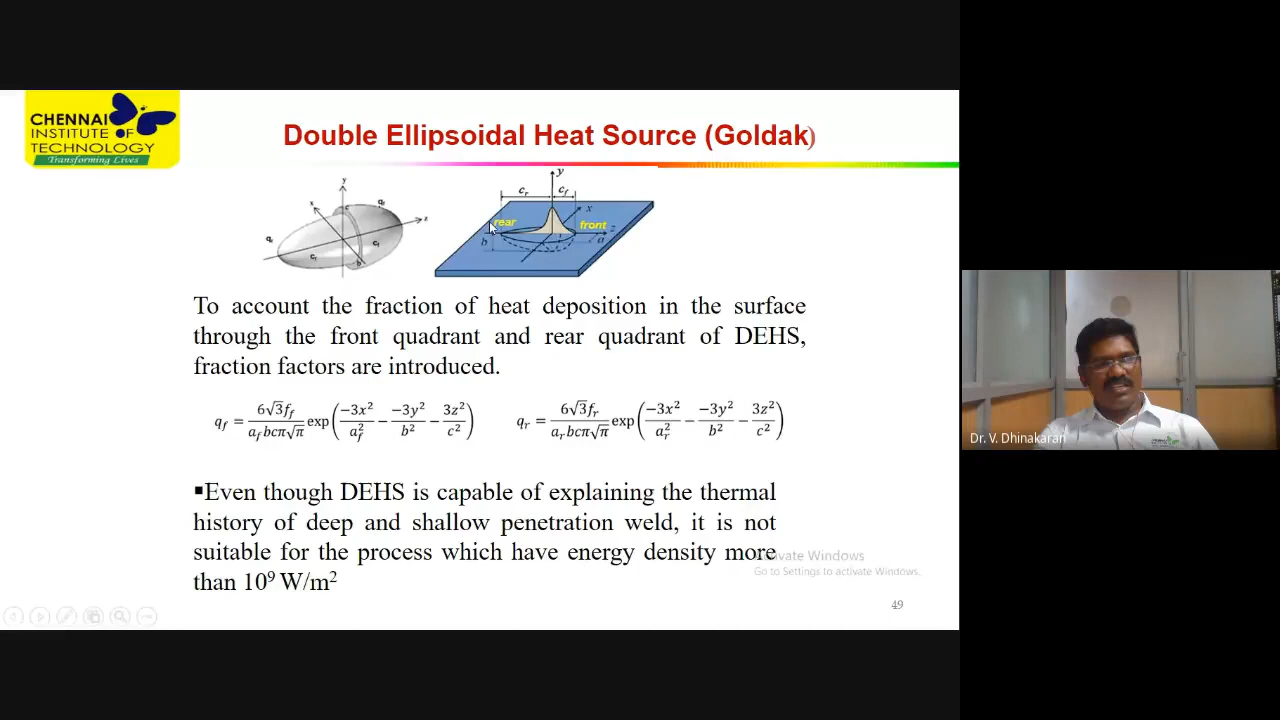 CHENNAI
INSTITUTE OF
TECHNOLOGY
Transforming Lives
Double Ellipsoidal Heat Source (Goldak)
y
x
z
b
y
c_r
c_f
x
rear
front
z
b
a
To account the fraction of heat deposition in the surface
through the front quadrant and rear quadrant of DEHS,
fraction factors are introduced.
q_f = 6√3f_f / a_f bcπ√π exp(−3x²/a_f² − −3y²/b² − 3z²/c²)
q_r = 6√3f_r / a_r bcπ√π exp(−3x²/a_r² − −3y²/b² − 3z²/c²)
▪Even though DEHS is capable of explaining the thermal
history of deep and shallow penetration weld, it is not
suitable for the process which have energy density more
than 10⁹ W/m²
Activate Windows
Go to Settings to activate Windows.
49
Dr. V. Dhinakaran